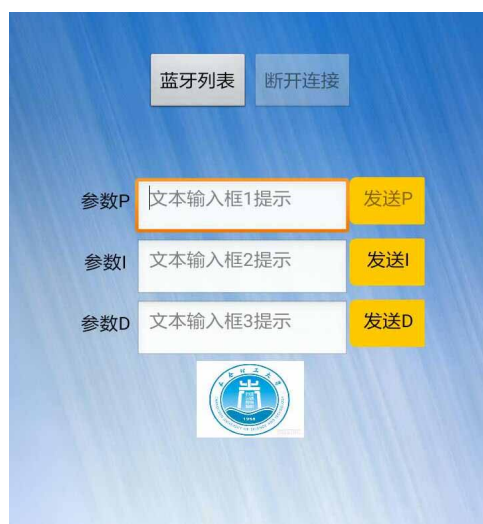 蓝牙列表 断开连接
参数P 文本输入框1提示 发送P
参数I 文本输入框2提示 发送I
参数D 文本输入框3提示 发送D
1958